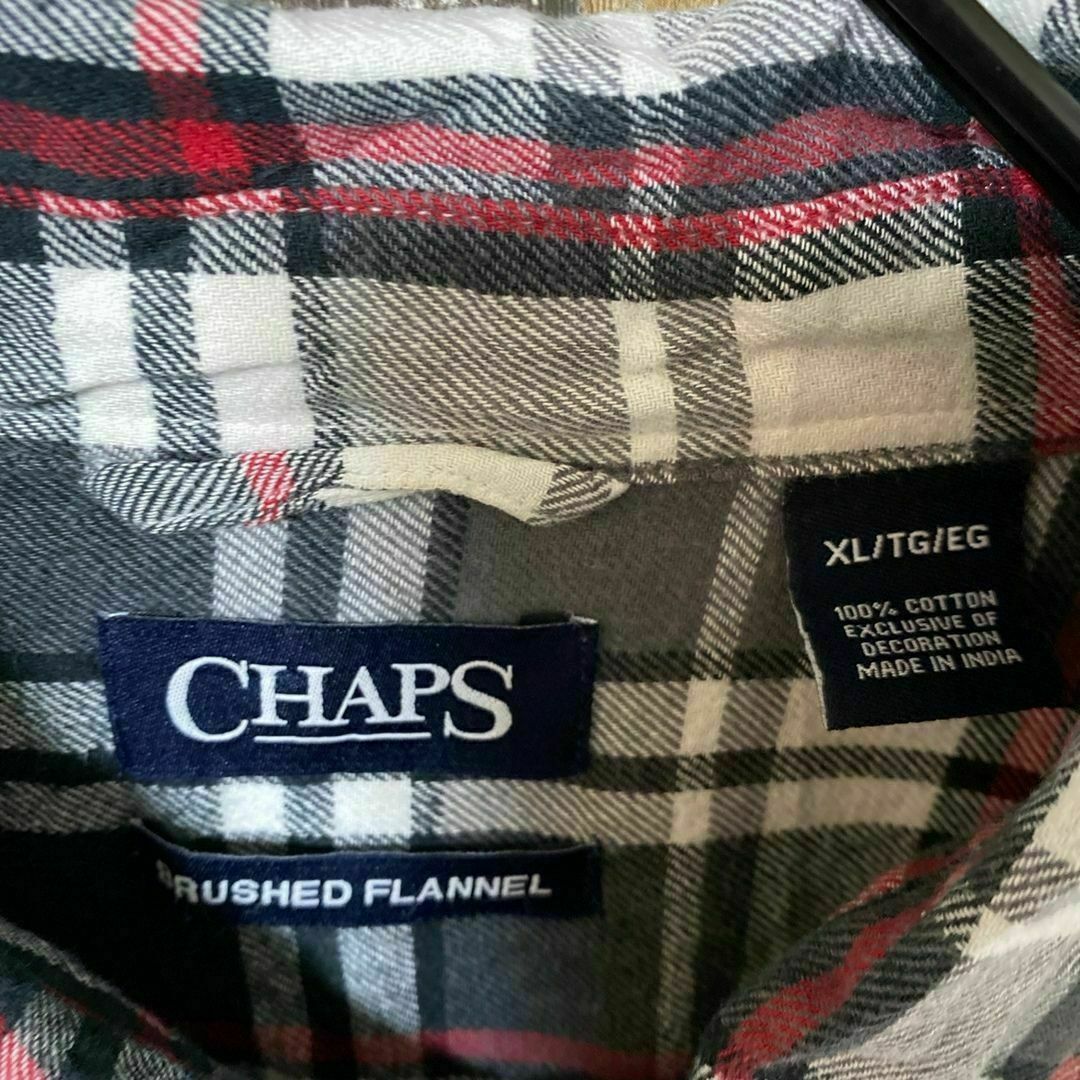 CHAPS
BRUSHED FLANNEL
XL/TG/EG
100% COTTON
EXCLUSIVE OF
DECORATION
MADE IN INDIA